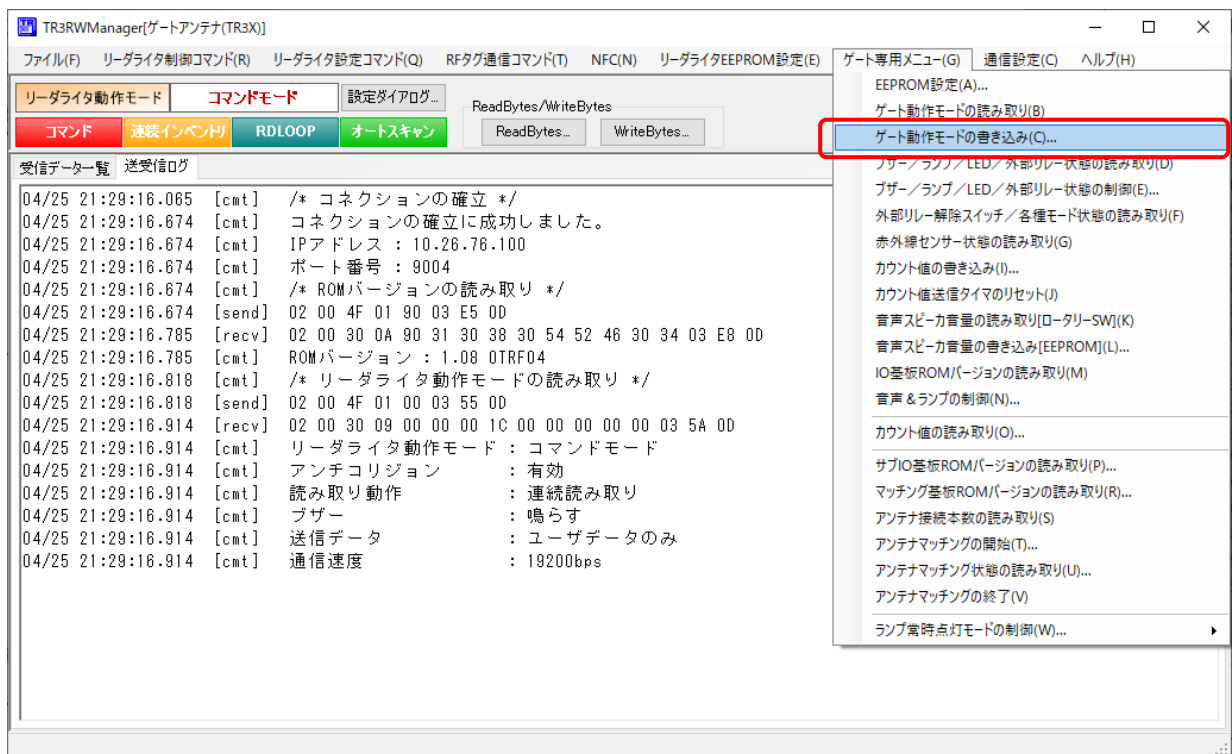 TR3RWManager[ゲートアンテナ(TR3X)]
ファイル(F) リーダライタ制御コマンド(R) リーダライタ設定コマンド(Q) RFタグ通信コマンド(T) NFC(N) リーダライタEEPROM設定(E) ゲート専用メニュー(G) 通信設定(C) ヘルプ(H)
リーダライタ動作モード コマンドモード 設定ダイアログ...
コマンド 連続インベントリ RDLOOP オートスキャン
ReadBytes/WriteBytes
ReadBytes... WriteBytes...
受信データ一覧 送受信ログ
04/25 21:29:16.065 [cmt] /* コネクションの確立 */
04/25 21:29:16.674 [cmt] コネクションの確立に成功しました。
04/25 21:29:16.674 [cmt] IPアドレス : 10.26.76.100
04/25 21:29:16.674 [cmt] ポート番号 : 9004
04/25 21:29:16.674 [cmt] /* ROMバージョンの読み取り */
04/25 21:29:16.674 [send] 02 00 4F 01 90 03 E5 0D
04/25 21:29:16.785 [recv] 02 00 30 0A 90 31 30 38 30 54 52 46 30 34 03 E8 0D
04/25 21:29:16.785 [cmt] ROMバージョン : 1.08 0TRF04
04/25 21:29:16.818 [cmt] /* リーダライタ動作モードの読み取り */
04/25 21:29:16.818 [send] 02 00 4F 01 00 03 55 0D
04/25 21:29:16.914 [recv] 02 00 30 09 00 00 00 1C 00 00 00 00 00 03 5A 0D
04/25 21:29:16.914 [cmt] リーダライタ動作モード : コマンドモード
04/25 21:29:16.914 [cmt] アンチコリジョン : 有効
04/25 21:29:16.914 [cmt] 読み取り動作 : 連続読み取り
04/25 21:29:16.914 [cmt] ブザー : 鳴らす
04/25 21:29:16.914 [cmt] 送信データ : ユーザデータのみ
04/25 21:29:16.914 [cmt] 通信速度 : 19200bps
EEPROM設定(A)...
ゲート動作モードの読み取り(B)
ゲート動作モードの書き込み(C)...
ブザー／ランプ／LED／外部リレー状態の読み取り(D)
ブザー／ランプ／LED／外部リレー状態の制御(E)...
外部リレー解除スイッチ／各種モード状態の読み取り(F)
赤外線センサー状態の読み取り(G)
カウント値の書き込み(I)...
カウント値送信タイマのリセット(J)
音声スピーカ音量の読み取り[ロータリーSW](K)
音声スピーカ音量の書き込み[EEPROM](L)...
IO基板ROMバージョンの読み取り(M)
音声＆ランプの制御(N)...
カウント値の読み取り(O)...
サブIO基板ROMバージョンの読み取り(P)...
マッチング基板ROMバージョンの読み取り(R)...
アンテナ接続本数の読み取り(S)
アンテナマッチングの開始(T)...
アンテナマッチング状態の読み取り(U)...
アンテナマッチングの終了(V)
ランプ常時点灯モードの制御(W)...